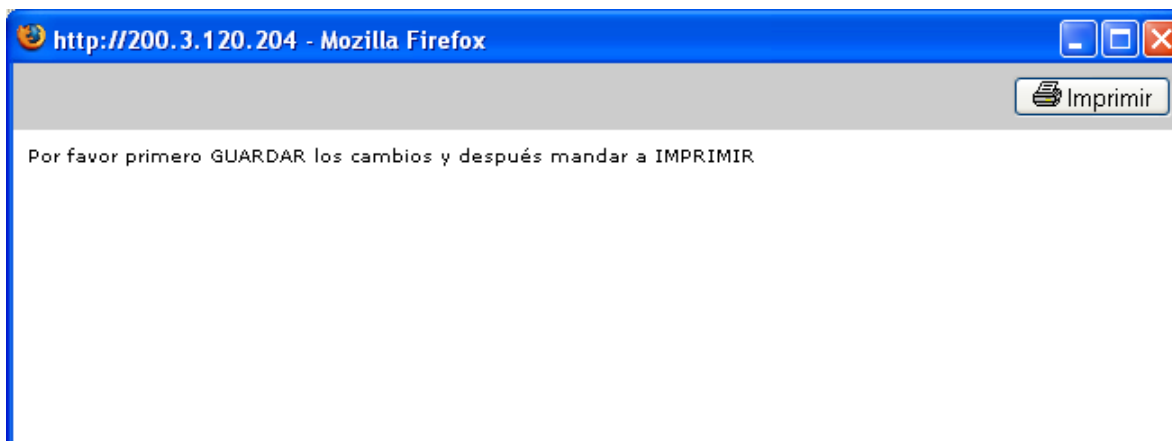 http://200.3.120.204 - Mozilla Firefox
Imprimir
Por favor primero GUARDAR los cambios y después mandar a IMPRIMIR